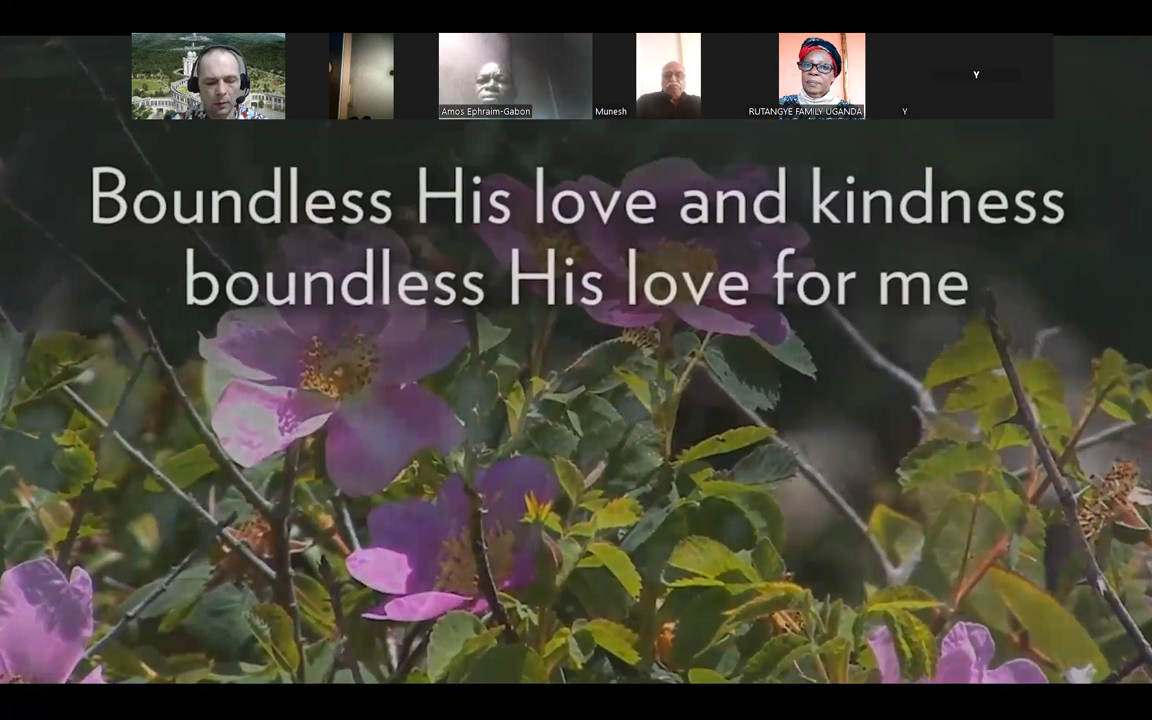 Amos Ephraim-Gabon
Munesh
RUTANGYE FAMILY UGANDA
Y
Y
Boundless His love and kindness
boundless His love for me